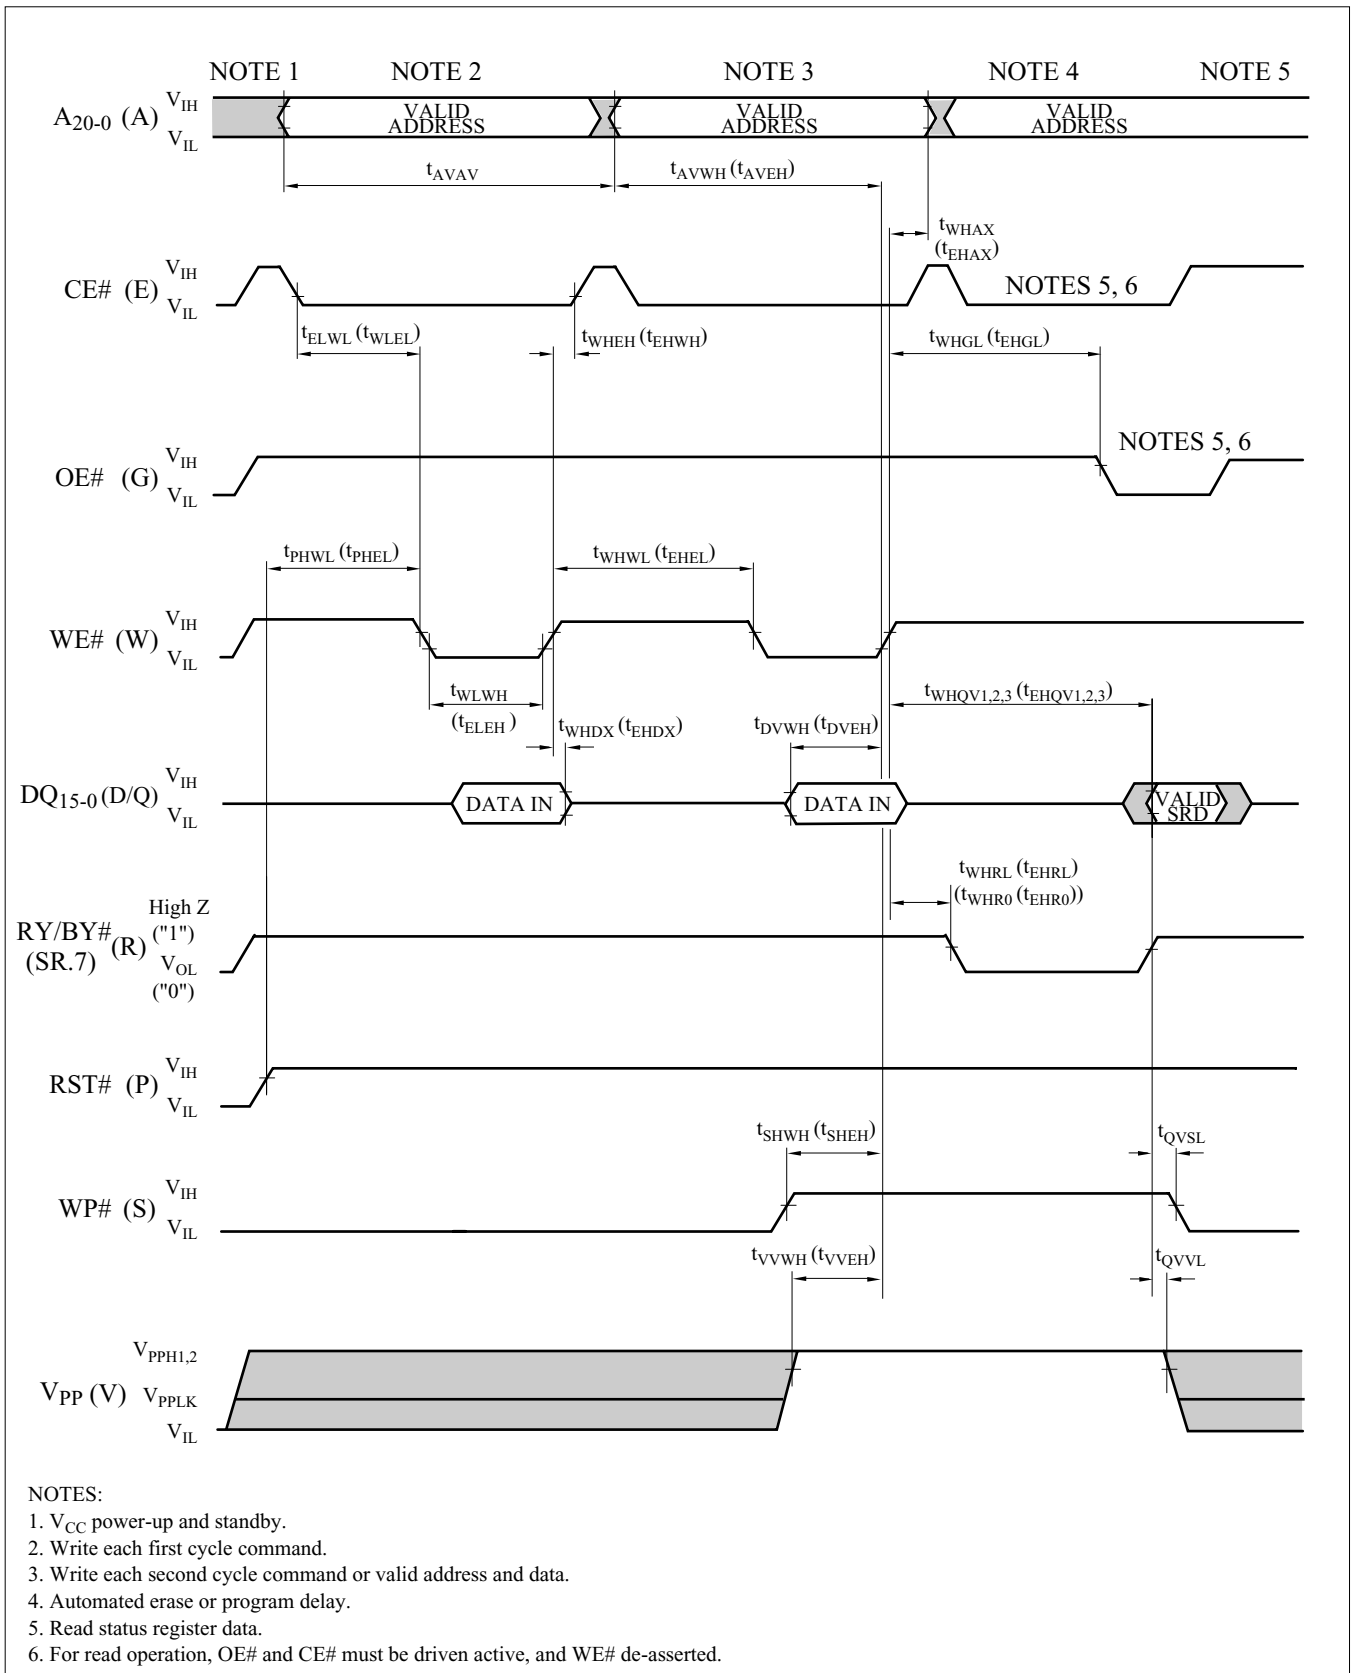 NOTE 1 NOTE 2 NOTE 3 NOTE 4 NOTE 5
A20-0 (A) VIH VIL
VALID ADDRESS
VALID ADDRESS
VALID ADDRESS
tAVAV
tAVWH (tAVEH)
tWHAX
(tEHAX)
CE# (E) VIH VIL
NOTES 5, 6
tELWL (tWLEL)
tWHEH (tEHWH)
tWHGL (tEHGL)
OE# (G) VIH VIL
NOTES 5, 6
tPHWL (tPHEL)
tWHWL (tEHEL)
WE# (W) VIH VIL
tWLWH
(tELEH )
tWHDX (tEHDX)
tDVWH (tDVEH)
tWHQV1,2,3 (tEHQV1,2,3)
DQ15-0 (D/Q) VIH VIL
DATA IN
DATA IN
VALID SRD
tWHRL (tEHRL)
(tWHR0 (tEHR0))
RY/BY# (R)
(SR.7)
High Z
("1")
VOL
("0")
RST# (P) VIH VIL
tSHWH (tSHEH)
tQVSL
WP# (S) VIH VIL
tVVWH (tVVEH)
tQVVL
VPP (V) VPPH1,2 VPPLK VIL
NOTES:
1. VCC power-up and standby.
2. Write each first cycle command.
3. Write each second cycle command or valid address and data.
4. Automated erase or program delay.
5. Read status register data.
6. For read operation, OE# and CE# must be driven active, and WE# de-asserted.